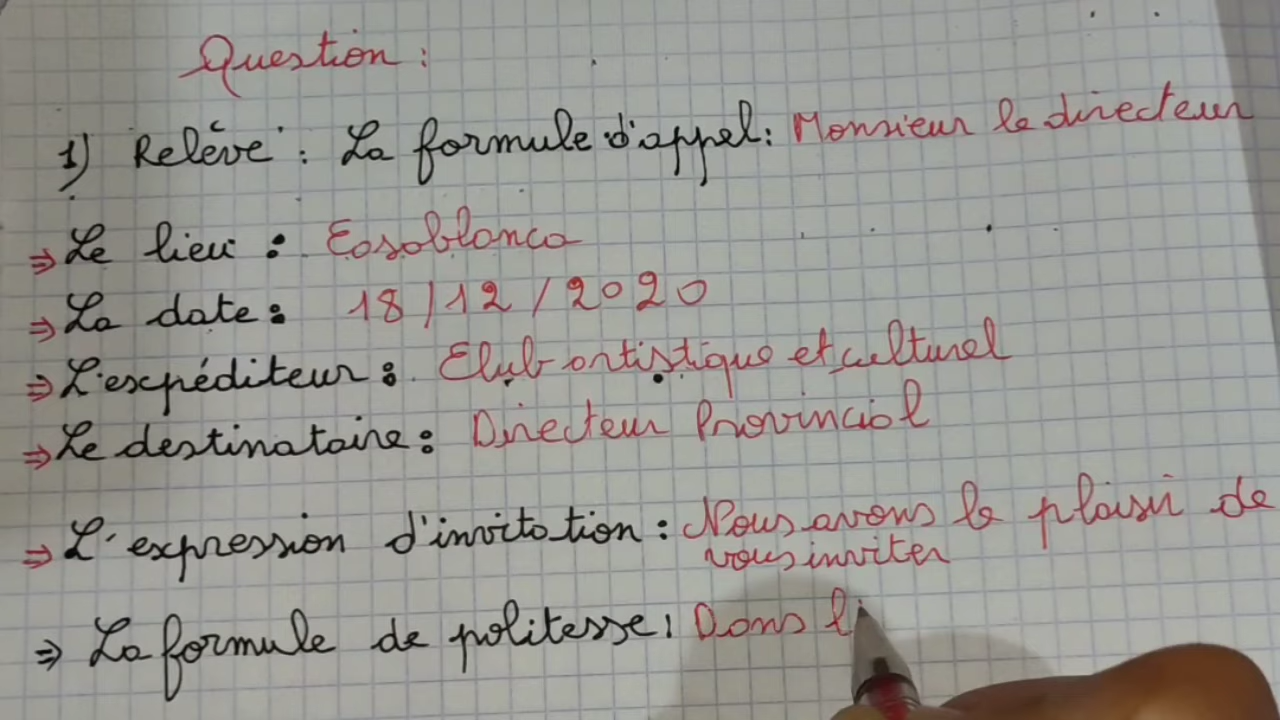 Question :
1) Relève : La formule d'appel : Monsieur le directeur
⇒ Le lieu : Casablanca
⇒ La date : 18/12/2020
⇒ L'expéditeur : Club artistique et culturel
⇒ Le destinataire : Directeur Provincial
⇒ L'expression d'invitation : Nous avons le plaisir de
vous inviter
⇒ La formule de politesse : Dans l